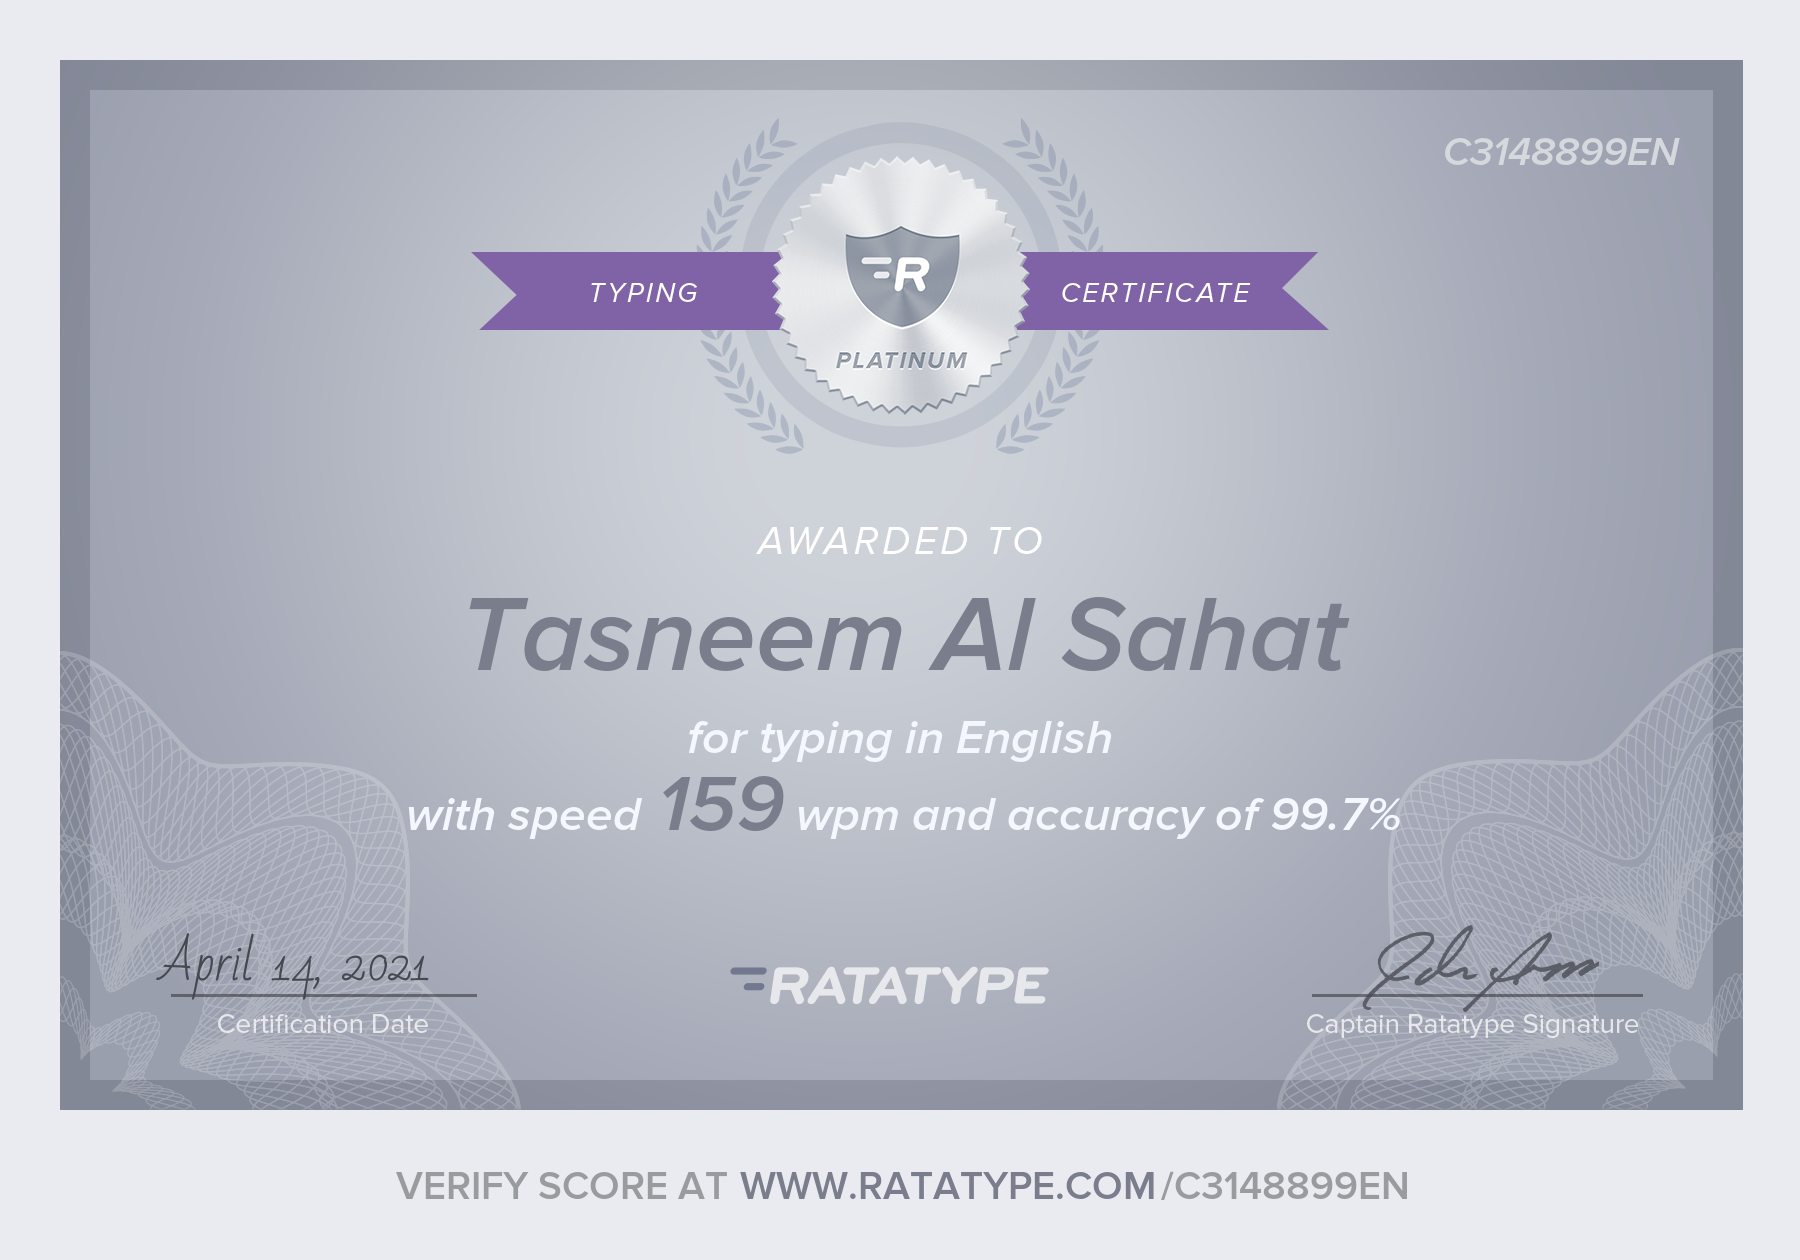 C3148899EN
TYPING
CERTIFICATE
R
PLATINUM
AWARDED TO
Tasneem Al Sahat
for typing in English
with speed 159 wpm and accuracy of 99.7%
April 14, 2021
Certification Date
RATATYPE
Captain Ratatype Signature
VERIFY SCORE AT WWW.RATATYPE.COM/C3148899EN